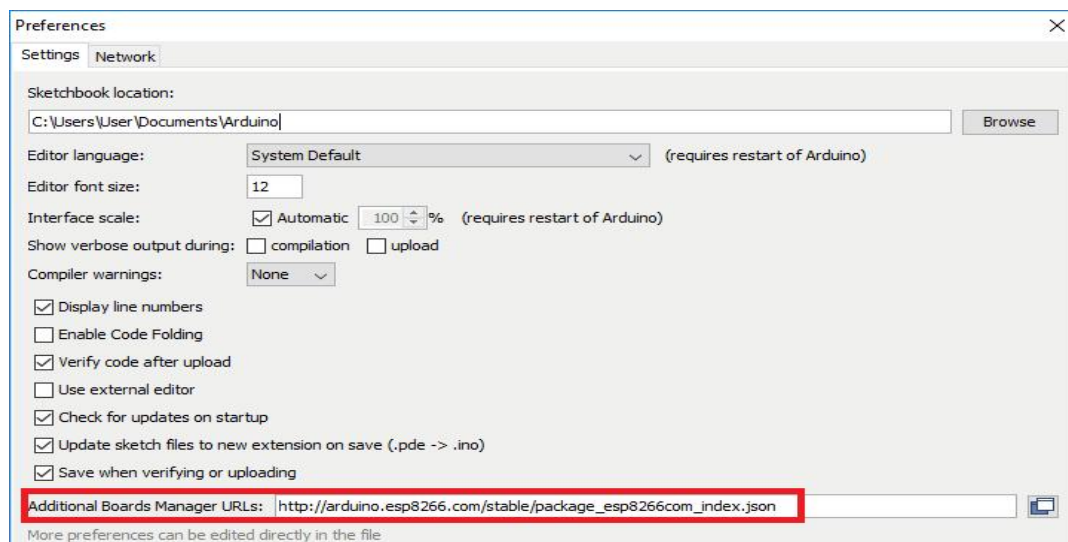 Preferences
Settings Network
Sketchbook location:
C:\Users\User\Documents\Arduino Browse
Editor language: System Default (requires restart of Arduino)
Editor font size: 12
Interface scale: Automatic 100 % (requires restart of Arduino)
Show verbose output during: compilation upload
Compiler warnings: None
Display line numbers
Enable Code Folding
Verify code after upload
Use external editor
Check for updates on startup
Update sketch files to new extension on save (.pde -> .ino)
Save when verifying or uploading
Additional Boards Manager URLs: http://arduino.esp8266.com/stable/package_esp8266com_index.json
More preferences can be edited directly in the file